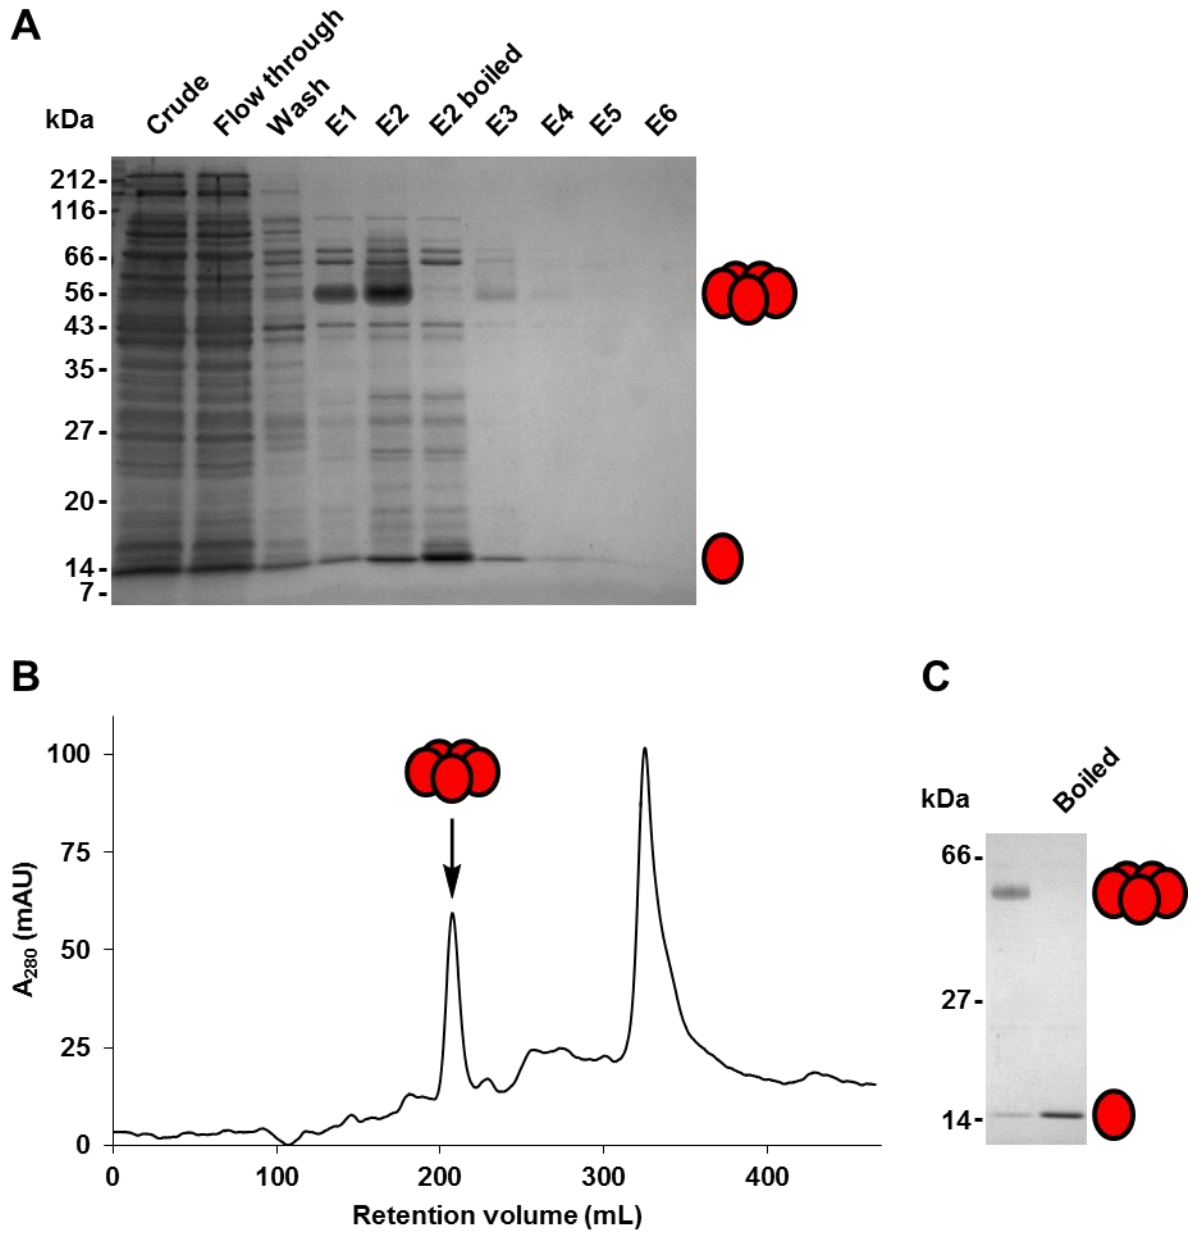 A
kDa
Crude
Flow through
Wash
E1
E2
E2 boiled
E3
E4
E5
E6
212-
116-
66-
56-
43-
35-
27-
20-
14-
7-
B
100
75
50
25
0
A280 (mAU)
0 100 200 300 400
Retention volume (mL)
C
kDa
Boiled
66-
27-
14-